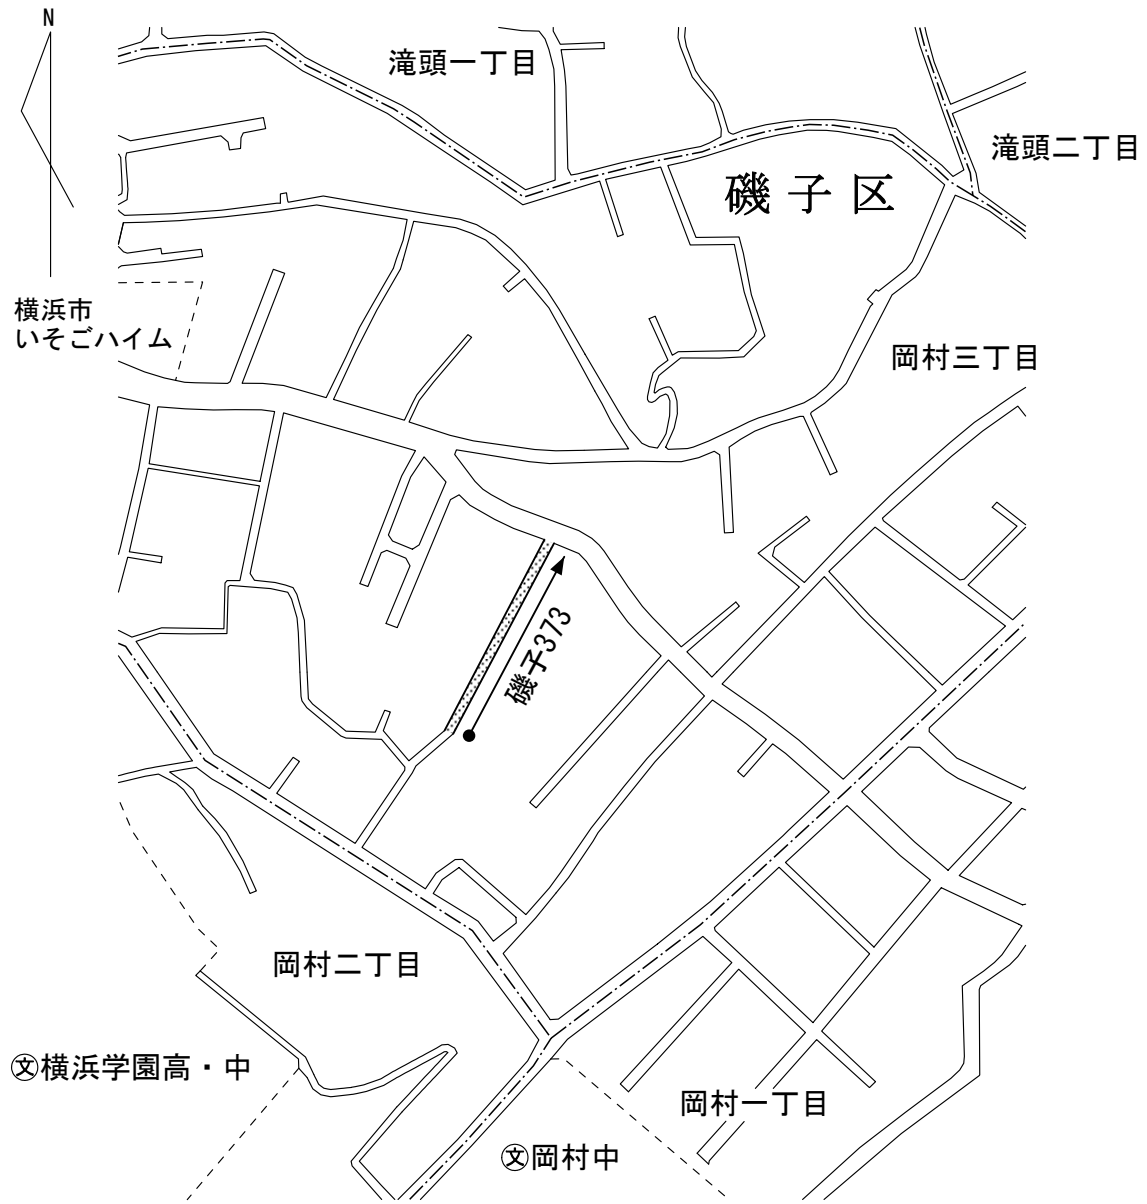 N
滝頭一丁目
滝頭二丁目
磯子区
横浜市
いそごハイム
岡村三丁目
磯子373
岡村二丁目
文横浜学園高・中
岡村一丁目
文岡村中